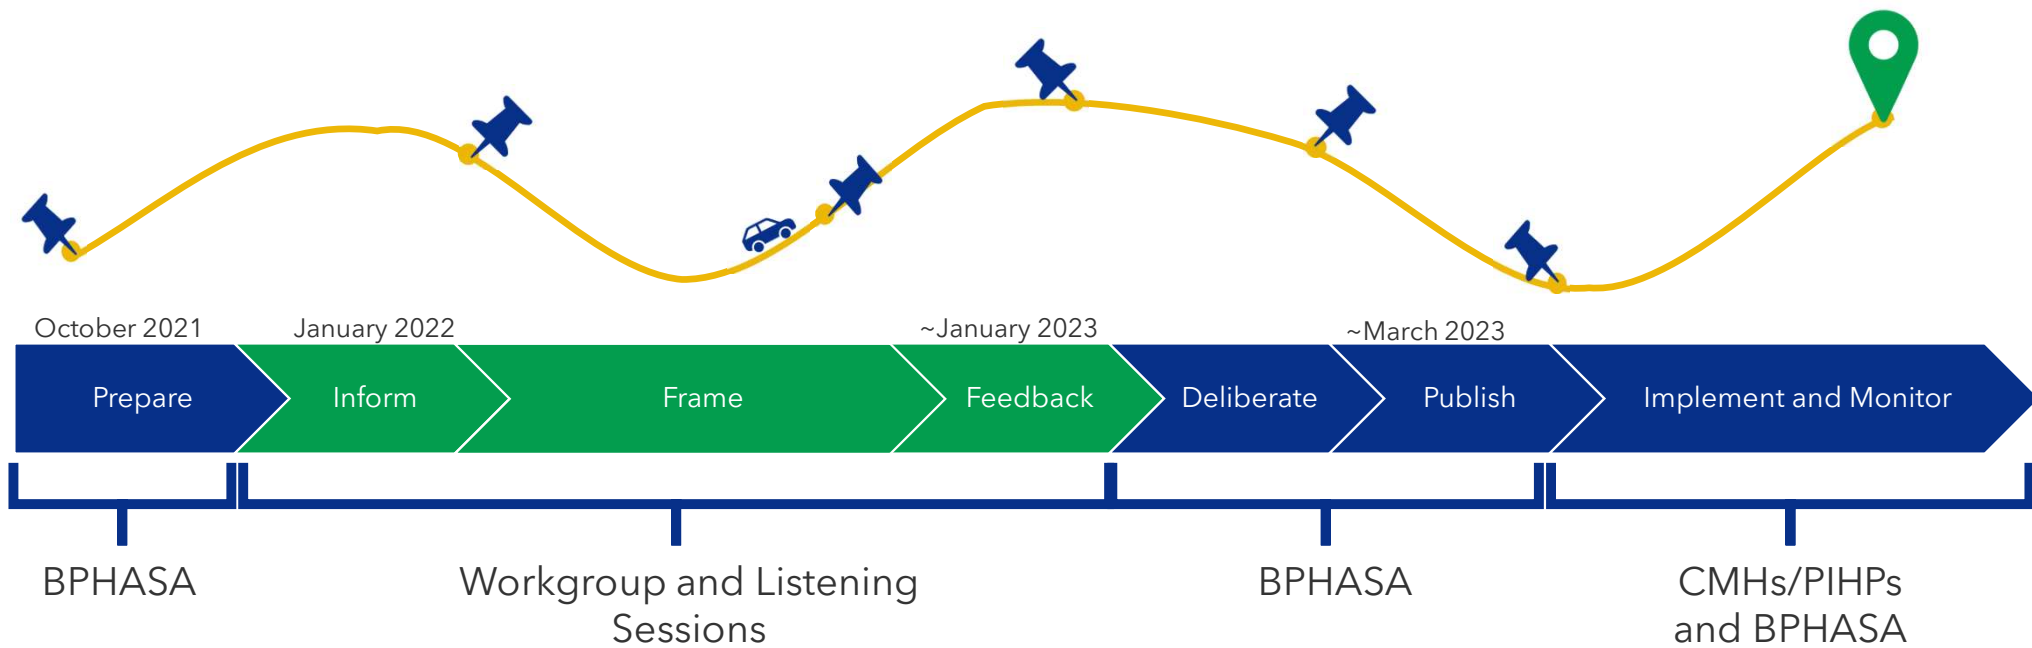 October 2021
January 2022
~January 2023
~March 2023
Prepare
Inform
Frame
Feedback
Deliberate
Publish
Implement and Monitor
BPHASA
Workgroup and Listening
Sessions
BPHASA
CMHs/PIHPs
and BPHASA